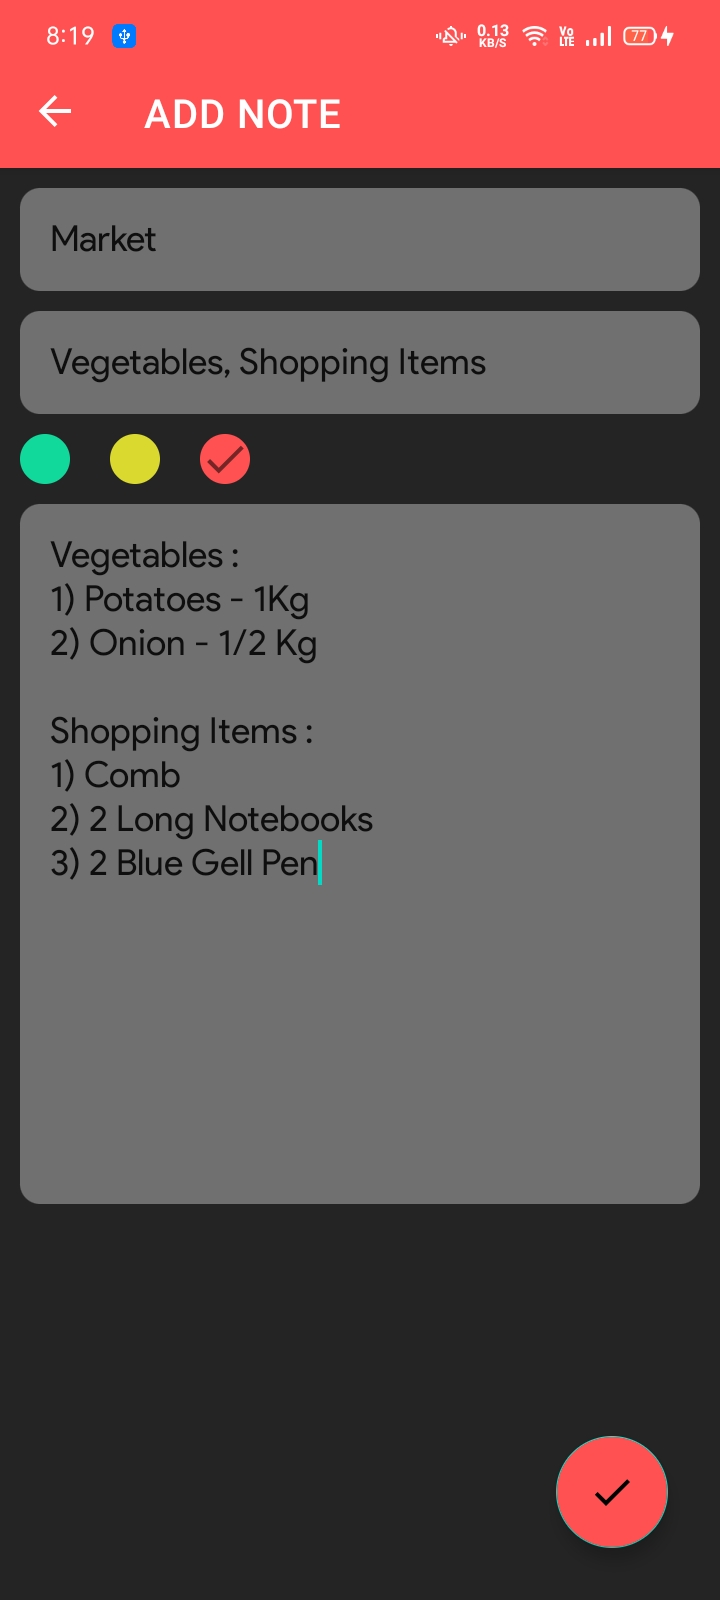 8:19
0.13
KB/S
Vo
LTE
77
ADD NOTE
Market
Vegetables, Shopping Items
Vegetables :
1) Potatoes - 1Kg
2) Onion - 1/2 Kg
Shopping Items :
1) Comb
2) 2 Long Notebooks
3) 2 Blue Gell Pen